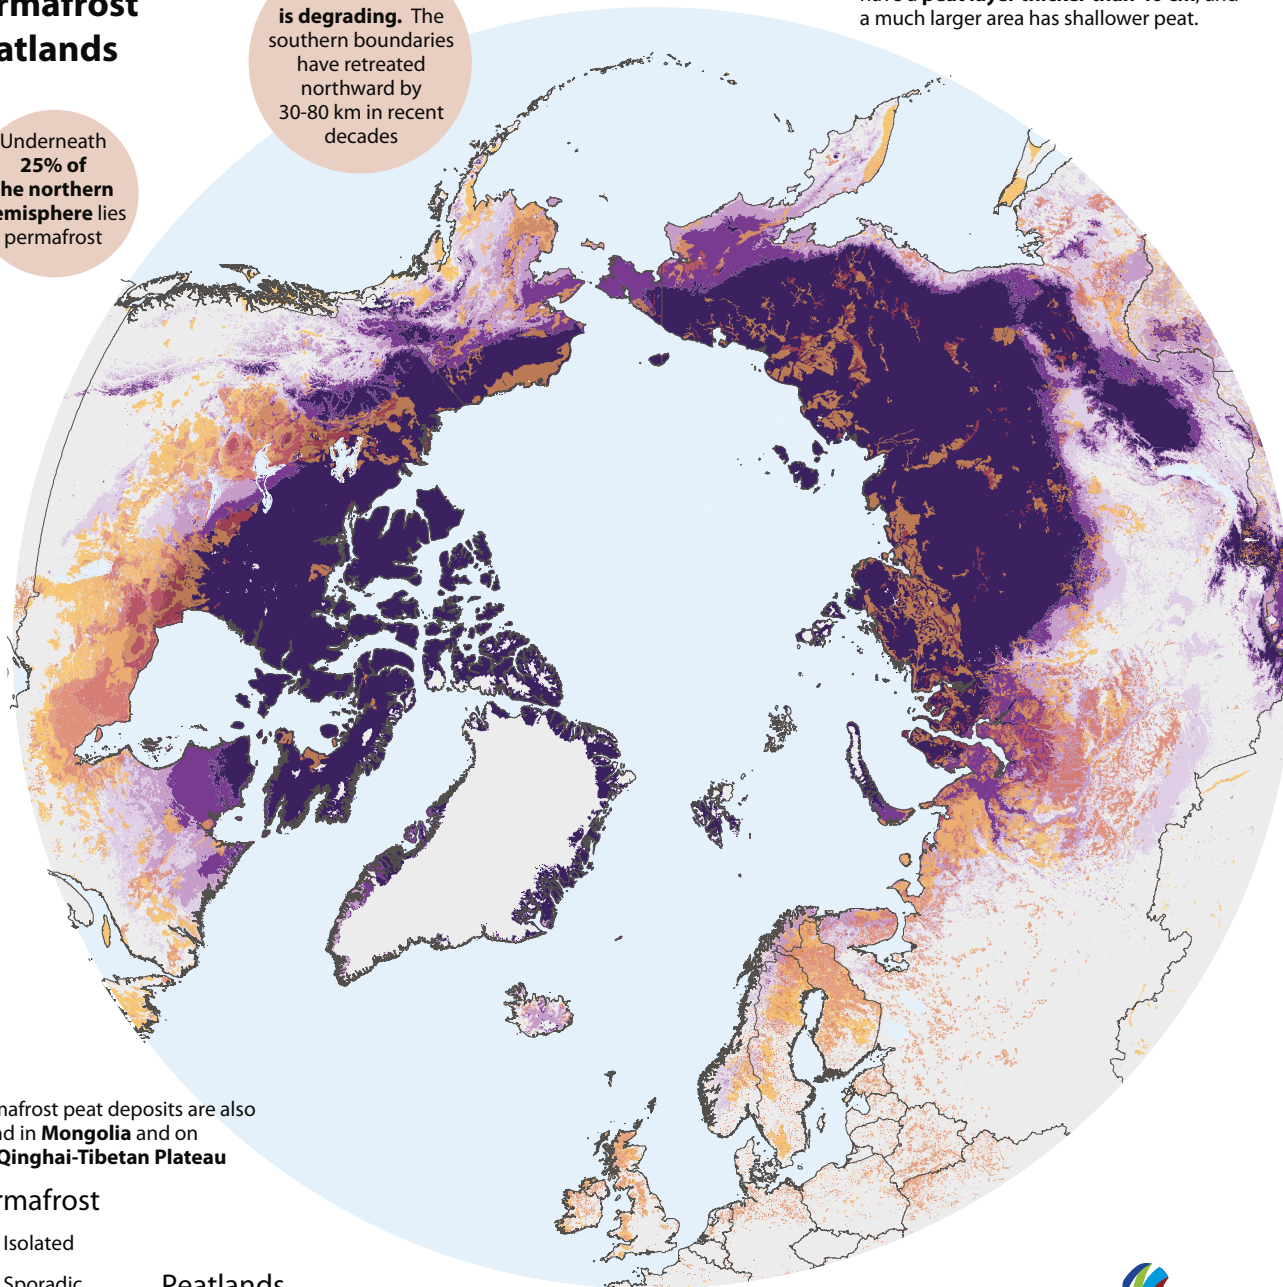 rmafrost
atlands
is degrading. The
southern boundaries
have retreated
northward by
30-80 km in recent
decades
a much larger area has shallower peat.
Underneath
25% of
he northern
emisphere lies
permafrost
mafrost peat deposits are also
nd in Mongolia and on
Qinghai-Tibetan Plateau
rmafrost
Isolated
Sporadic
Peatlands